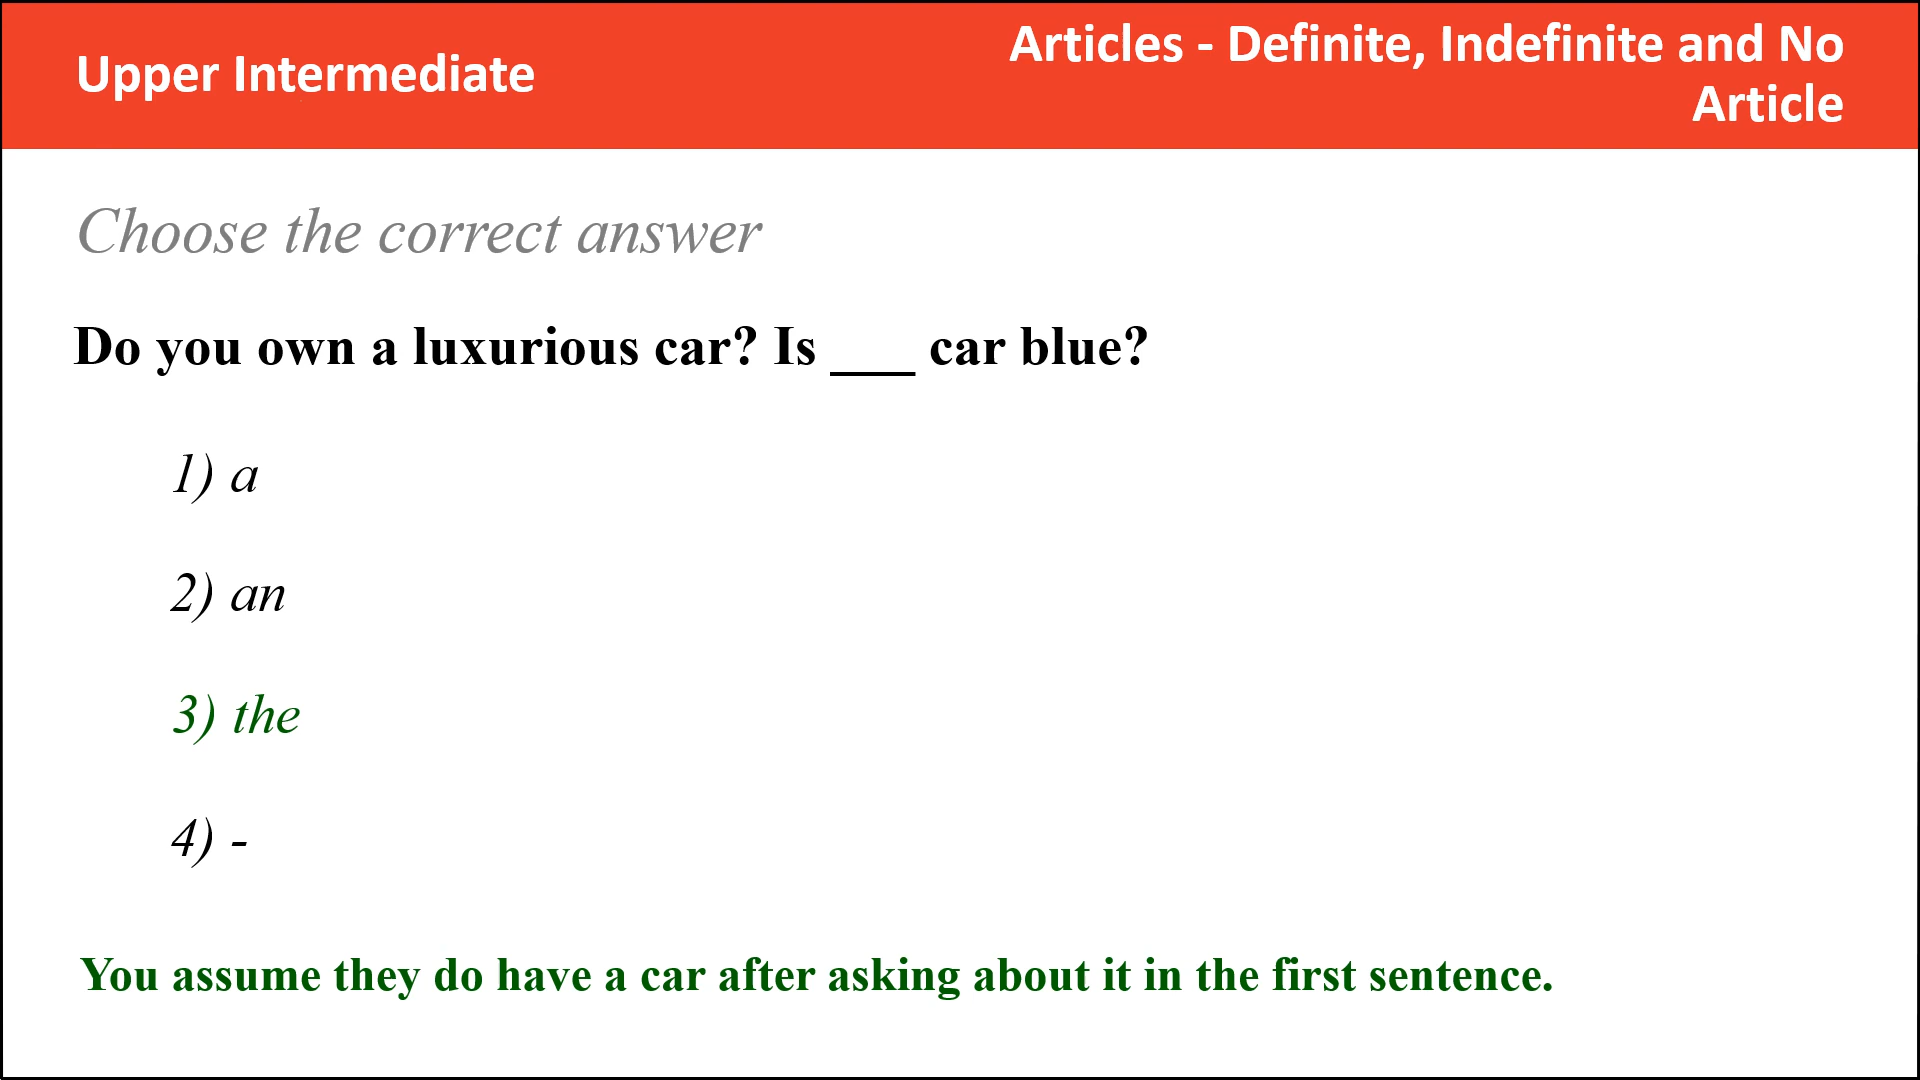 Upper Intermediate
Articles - Definite, Indefinite and No
Article
Choose the correct answer
Do you own a luxurious car? Is ___ car blue?
1) a
2) an
3) the
4) -
You assume they do have a car after asking about it in the first sentence.